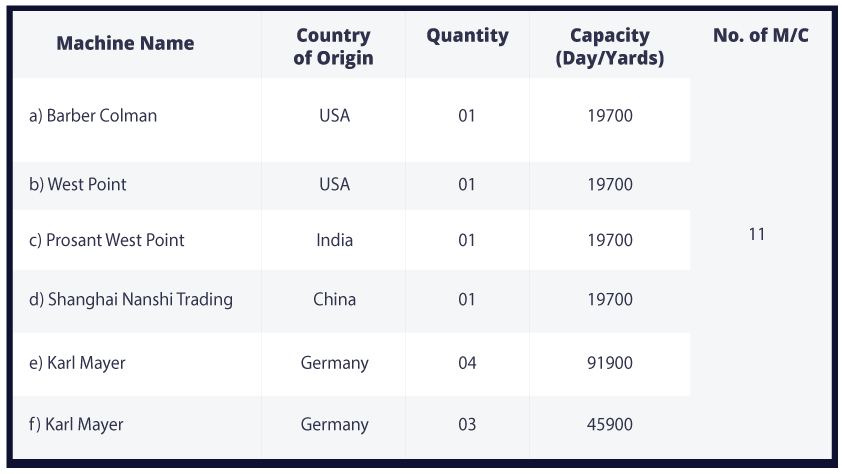 Machine Name Country of Origin Quantity Capacity (Day/Yards) No. of M/C
a) Barber Colman USA 01 19700
b) West Point USA 01 19700
c) Prosant West Point India 01 19700
11
d) Shanghai Nanshi Trading China 01 19700
e) Karl Mayer Germany 04 91900
f) Karl Mayer Germany 03 45900